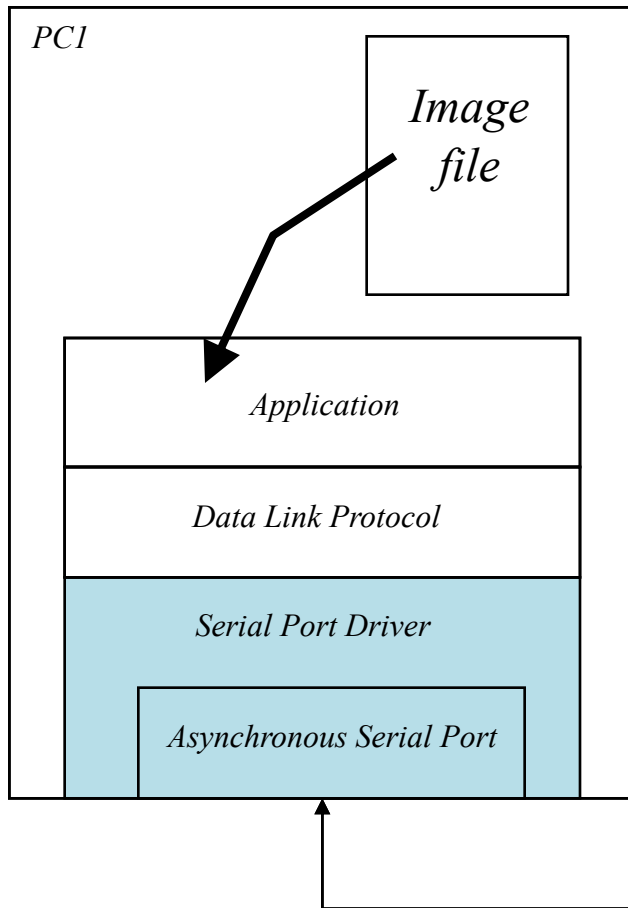 PC1
Image
file
Application
Data Link Protocol
Serial Port Driver
Asynchronous Serial Port